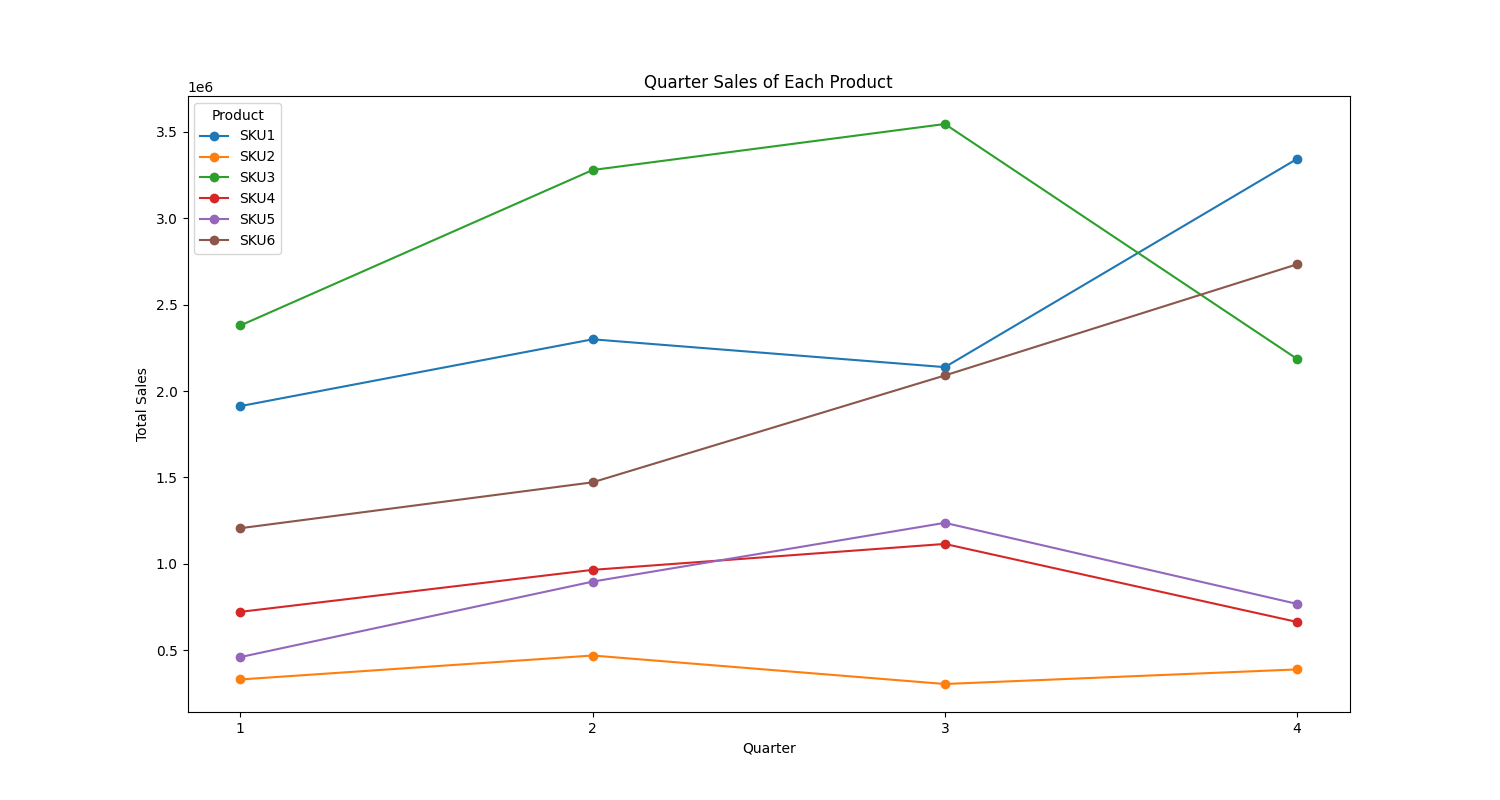 Quarter Sales of Each Product
1e6
Product
SKU1
SKU2
SKU3
SKU4
SKU5
SKU6
3.5
3.0
2.5
2.0
1.5
1.0
0.5
Total Sales
1 2 3 4
Quarter